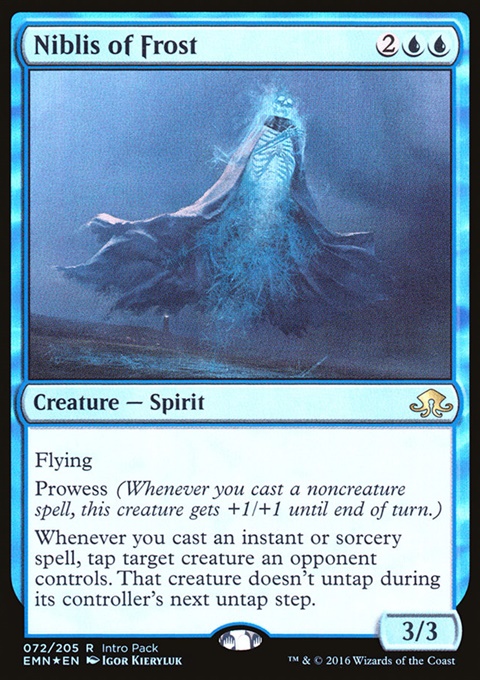 Niblis of Frost 2
Creature — Spirit
Flying
Prowess (Whenever you cast a noncreature
spell, this creature gets +1/+1 until end of turn.)
Whenever you cast an instant or sorcery
spell, tap target creature an opponent
controls. That creature doesn't untap during
its controller's next untap step.
3/3
072/205 R Intro Pack
EMN★EN Igor Kieryluk ™ & © 2016 Wizards of the Coast